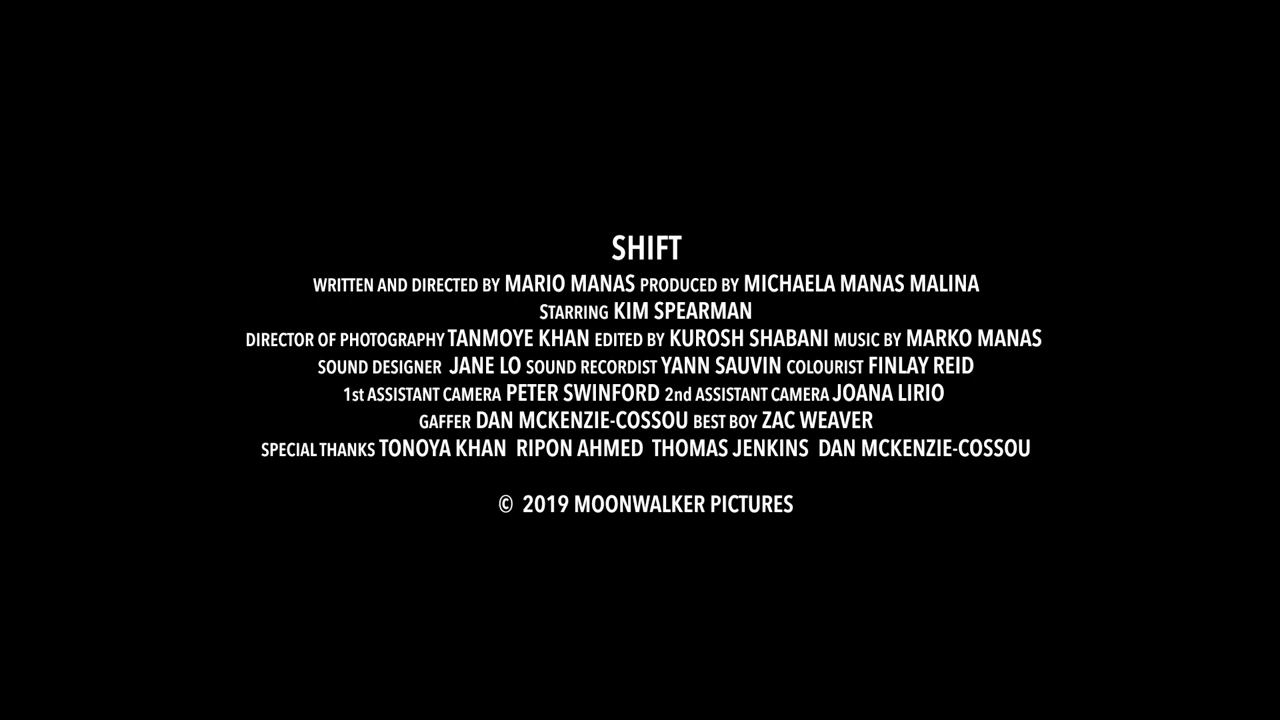 SHIFT
WRITTEN AND DIRECTED BY MARIO MANAS PRODUCED BY MICHAELA MANAS MALINA
STARRING KIM SPEARMAN
DIRECTOR OF PHOTOGRAPHY TANMOYE KHAN EDITED BY KUROSH SHABANI MUSIC BY MARKO MANAS
SOUND DESIGNER JANE LO SOUND RECORDIST YANN SAUVIN COLOURIST FINLAY REID
1st ASSISTANT CAMERA PETER SWINFORD 2nd ASSISTANT CAMERA JOANA LIRIO
GAFFER DAN MCKENZIE-COSSOU BEST BOY ZAC WEAVER
SPECIAL THANKS TONOYA KHAN RIPON AHMED THOMAS JENKINS DAN MCKENZIE-COSSOU
© 2019 MOONWALKER PICTURES